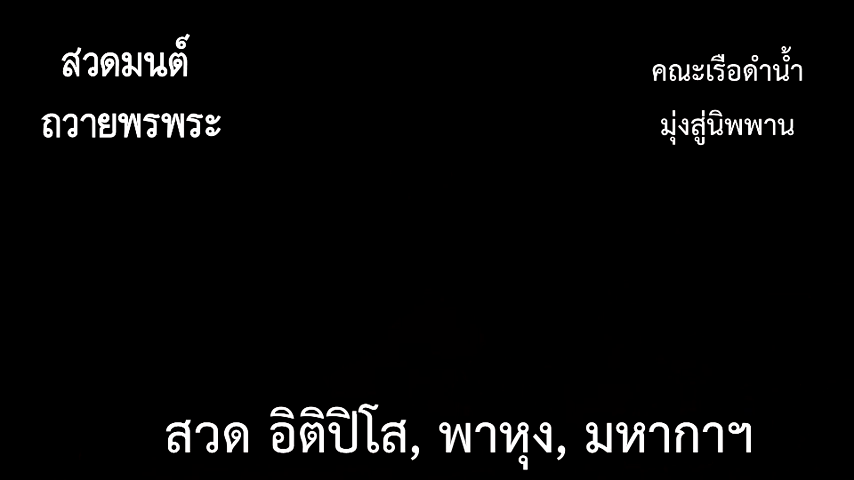 สวดมนต์
ถวายพรพระ
คณะเรือดำน้ำ
มุ่งสู่นิพพาน
สวด อิติปิโส, พาหุง, มหากาฯ